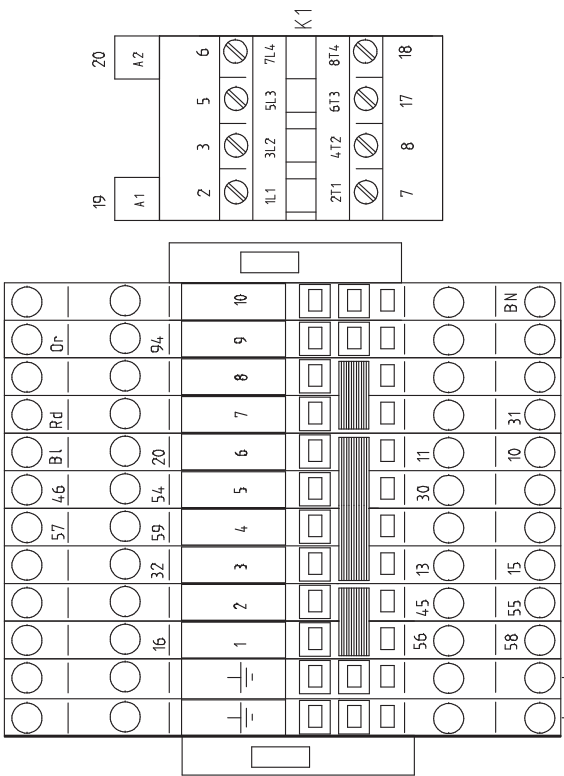 57 46 Bl Rd Or
16 32 59 54 20 94
1 2 3 4 5 6 7 8 9 10
56 45 13 30 11
58 55 15 10 31 BN
19 20
A1 A2
2 3 5 6
1L1 3L2 5L3 7L4
K1
2T1 4T2 6T3 8T4
7 8 17 18